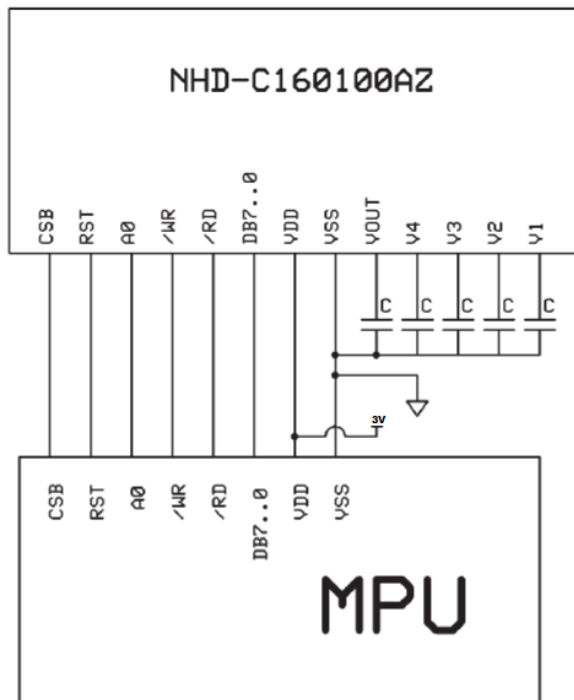 NHD-C160100AZ
CSB RST A0 /WR /RD DB7..0 VDD VSS VOUT V4 V3 V2 V1
C C C C C
3V
CSB RST A0 /WR /RD DB7..0 VDD VSS
MPU